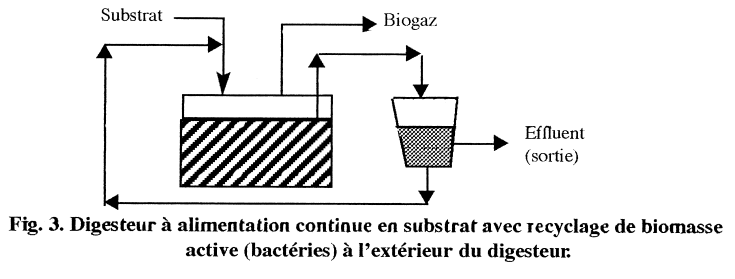 Substrat
Biogaz
Effluent
(sortie)
Fig. 3. Digesteur à alimentation continue en substrat avec recyclage de biomasse
active (bactéries) à l'extérieur du digesteur.